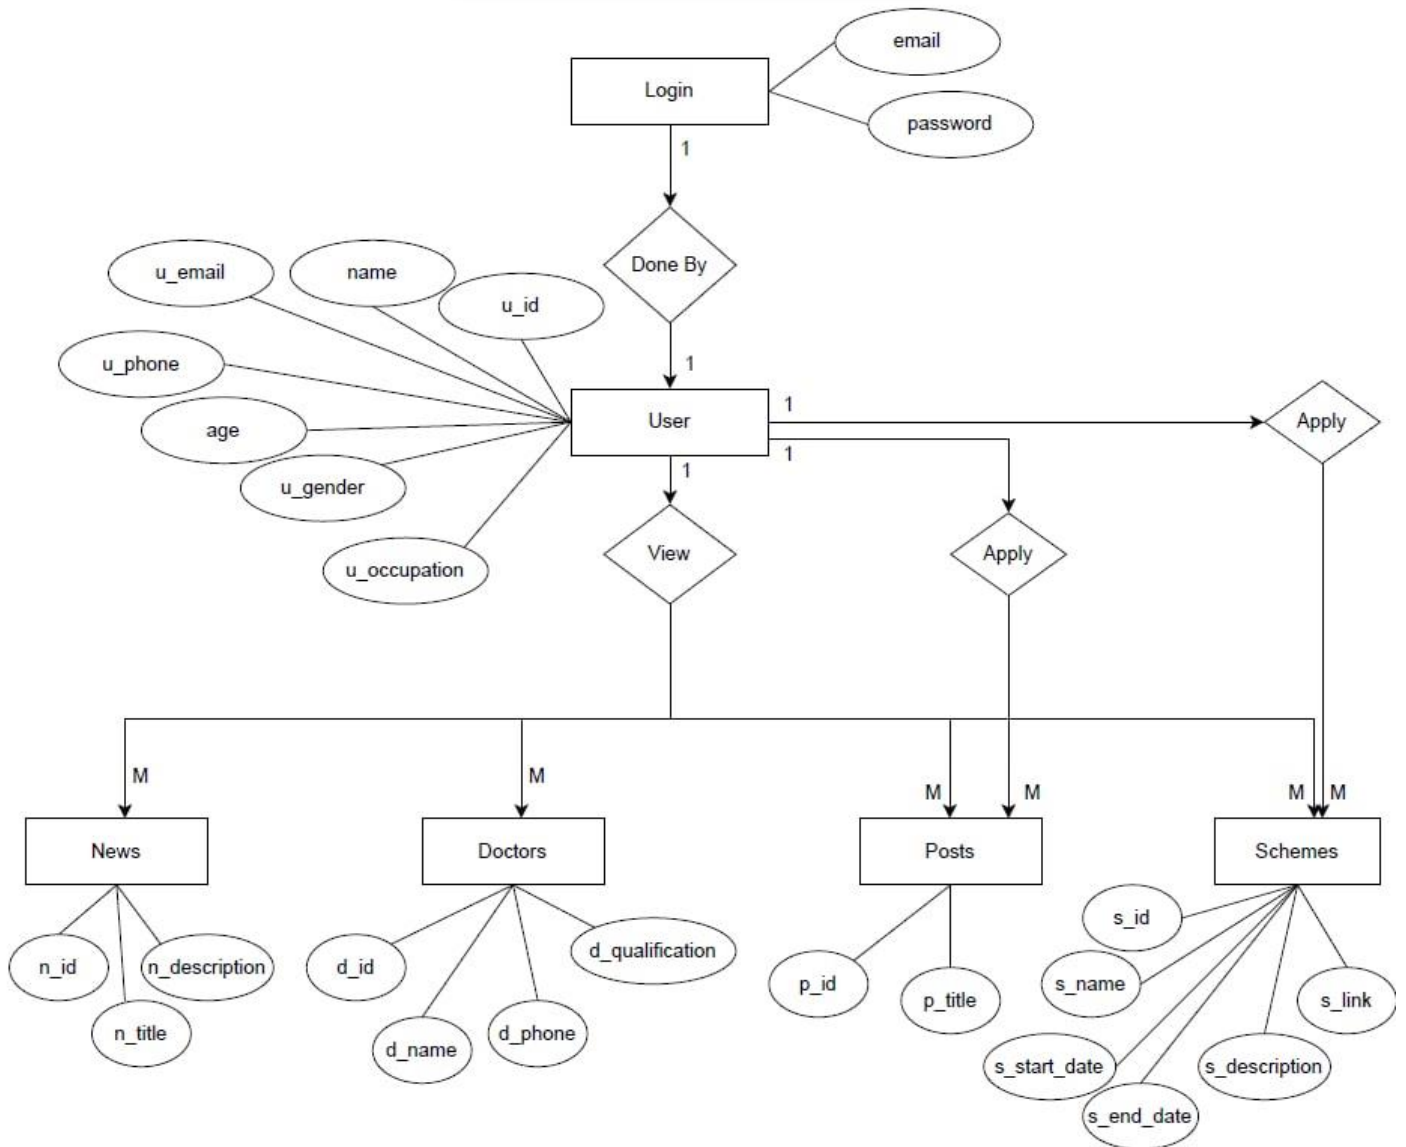 email
Login
password
1
Done By
u_email
name
u_id
u_phone
1
age
User
1
1
Apply
u_gender
1
View
Apply
u_occupation
M
M
M
M
M
M
News
Doctors
Posts
Schemes
s_id
d_qualification
n_id
n_description
d_id
p_id
s_name
p_title
s_link
n_title
d_name
d_phone
s_start_date
s_description
s_end_date